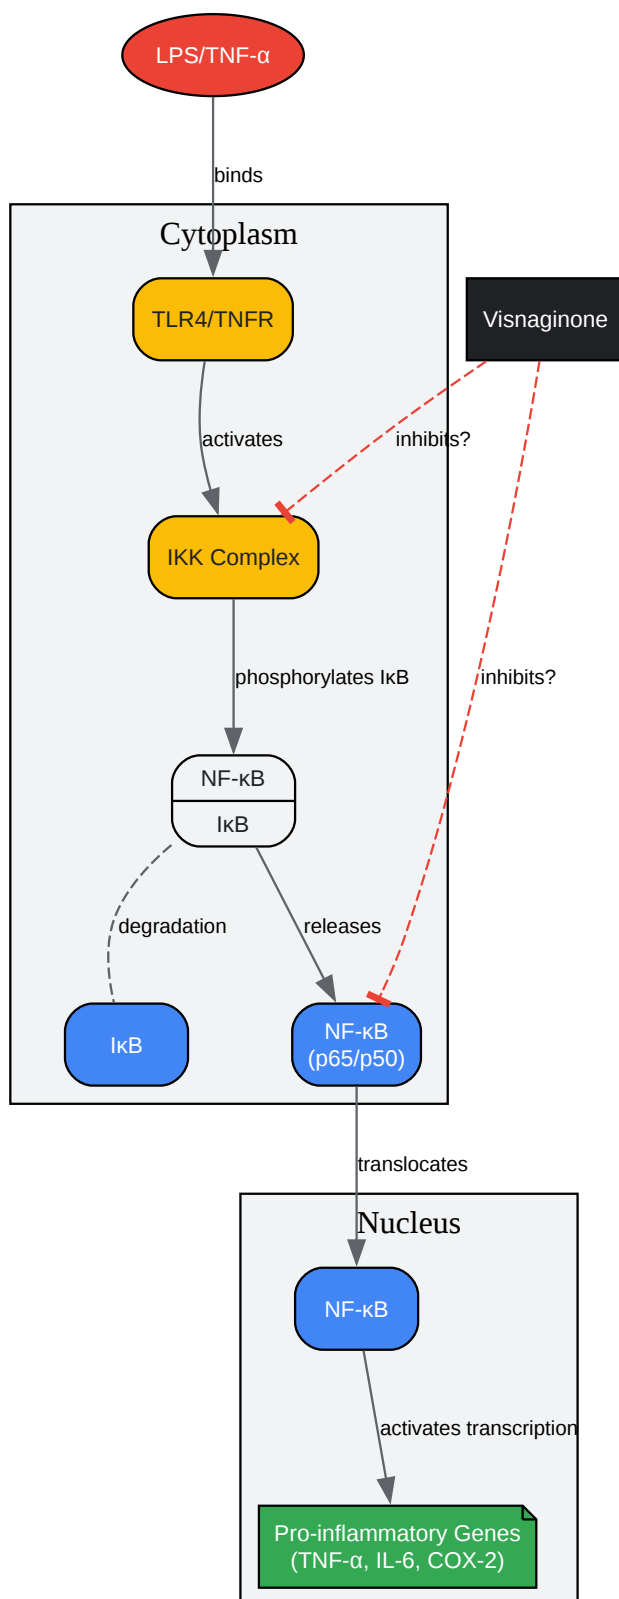 LPS/TNF-α
binds
Cytoplasm
TLR4/TNFR
Visnaginone
activates
inhibits?
IKK Complex
phosphorylates IκB
inhibits?
NF-κB
IκB
degradation
releases
IκB
NF-κB
(p65/p50)
translocates
Nucleus
NF-κB
activates transcription
Pro-inflammatory Genes
(TNF-α, IL-6, COX-2)